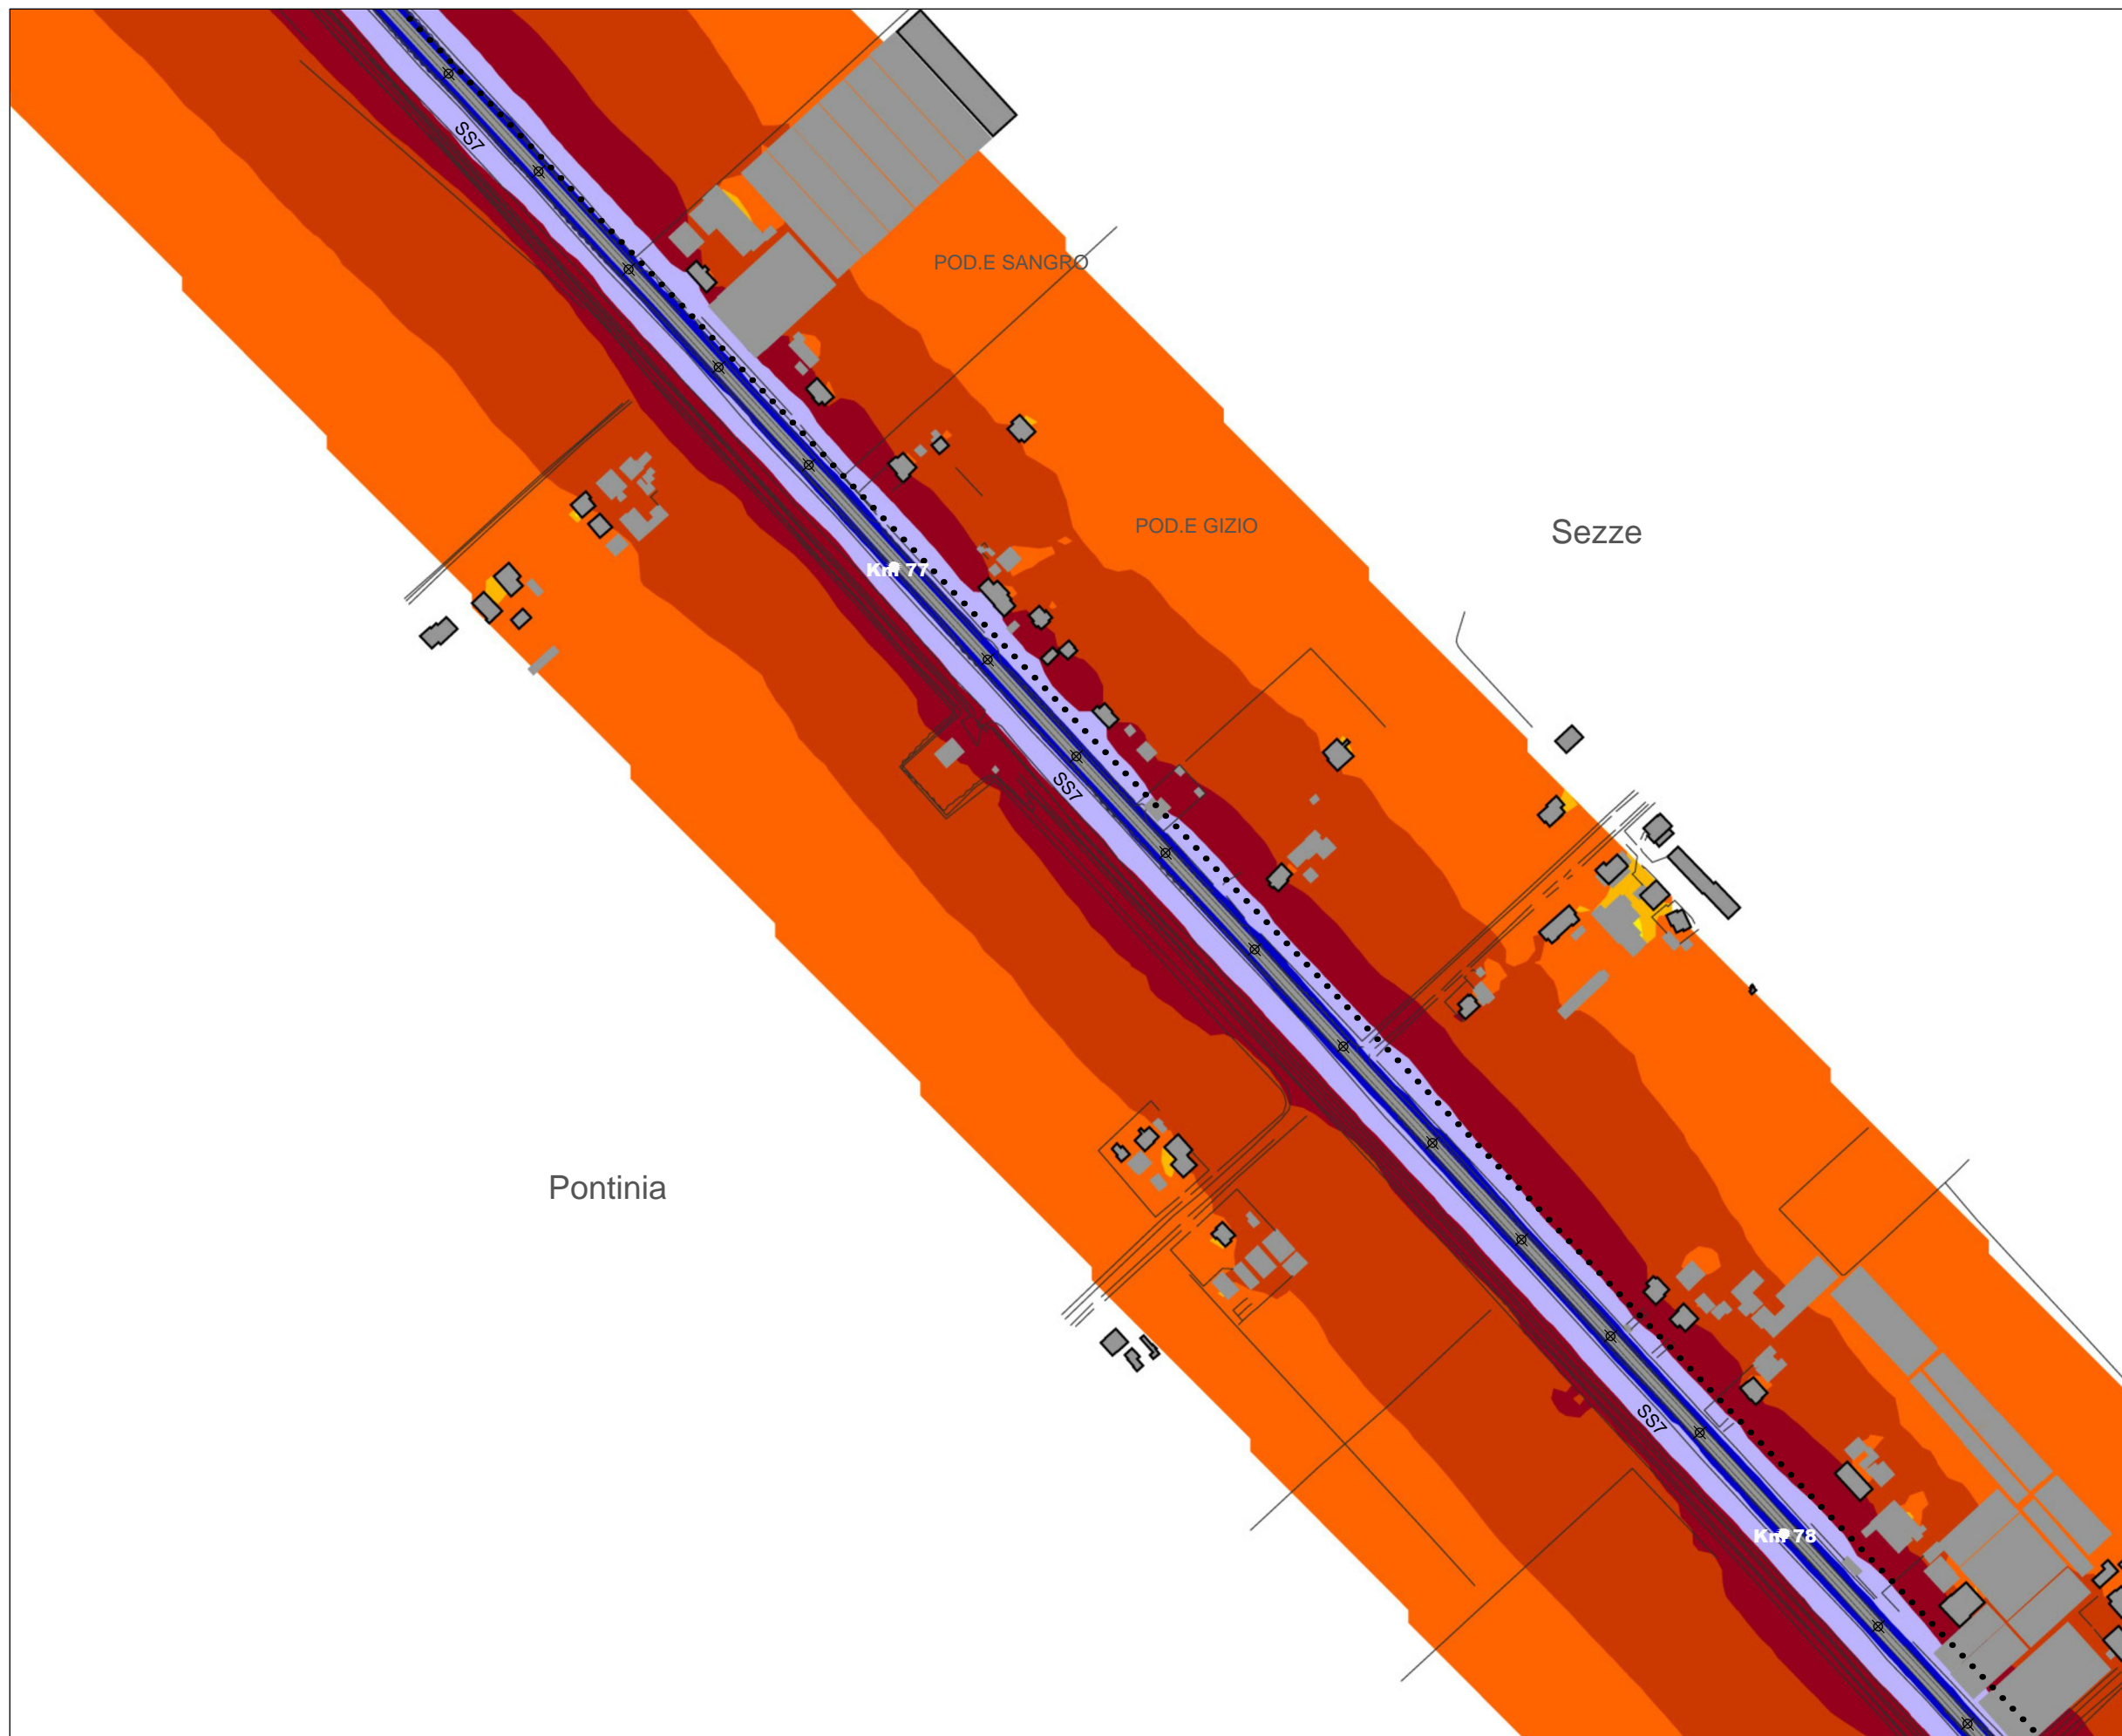 SS7
POD.E SANGRO
POD.E GIZIO
Sezze
Km 77
SS7
Pontinia
SS7
Km 78